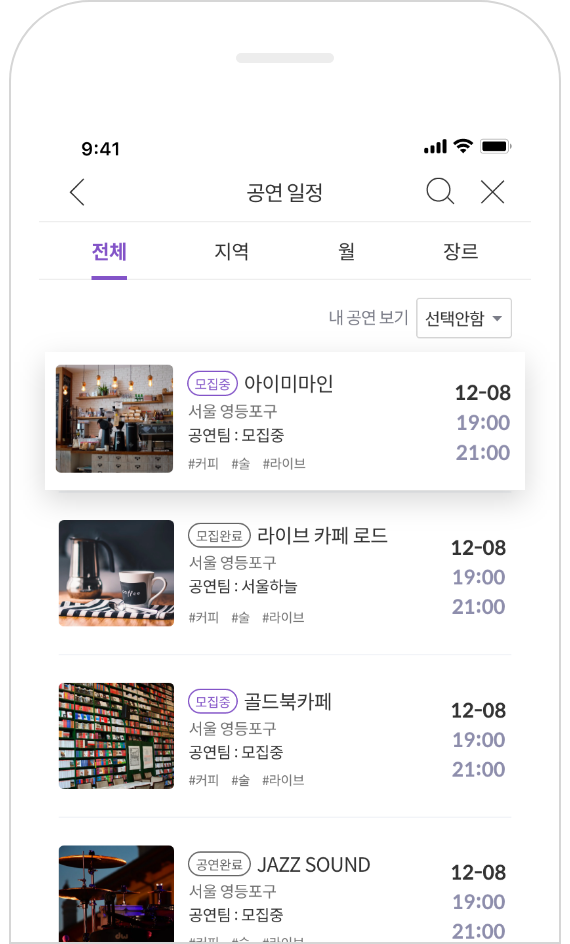 9:41
공연 일정
전체 지역 월 장르
내 공연 보기 선택안함
모집중 아이미마인
서울 영등포구
공연팀 : 모집중
#커피 #술 #라이브
12-08
19:00
21:00
모집완료 라이브 카페 로드
서울 영등포구
공연팀 : 서울하늘
#커피 #술 #라이브
12-08
19:00
21:00
coffee
모집중 골드북카페
서울 영등포구
공연팀 : 모집중
#커피 #술 #라이브
12-08
19:00
21:00
공연완료 JAZZ SOUND
서울 영등포구
공연팀 : 모집중
#커피 #술 #라이브
12-08
19:00
21:00